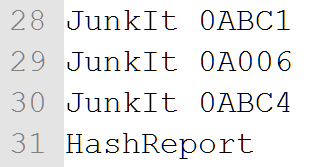 28 JunkIt 0ABC1
29 JunkIt 0A006
30 JunkIt 0ABC4
31 HashReport